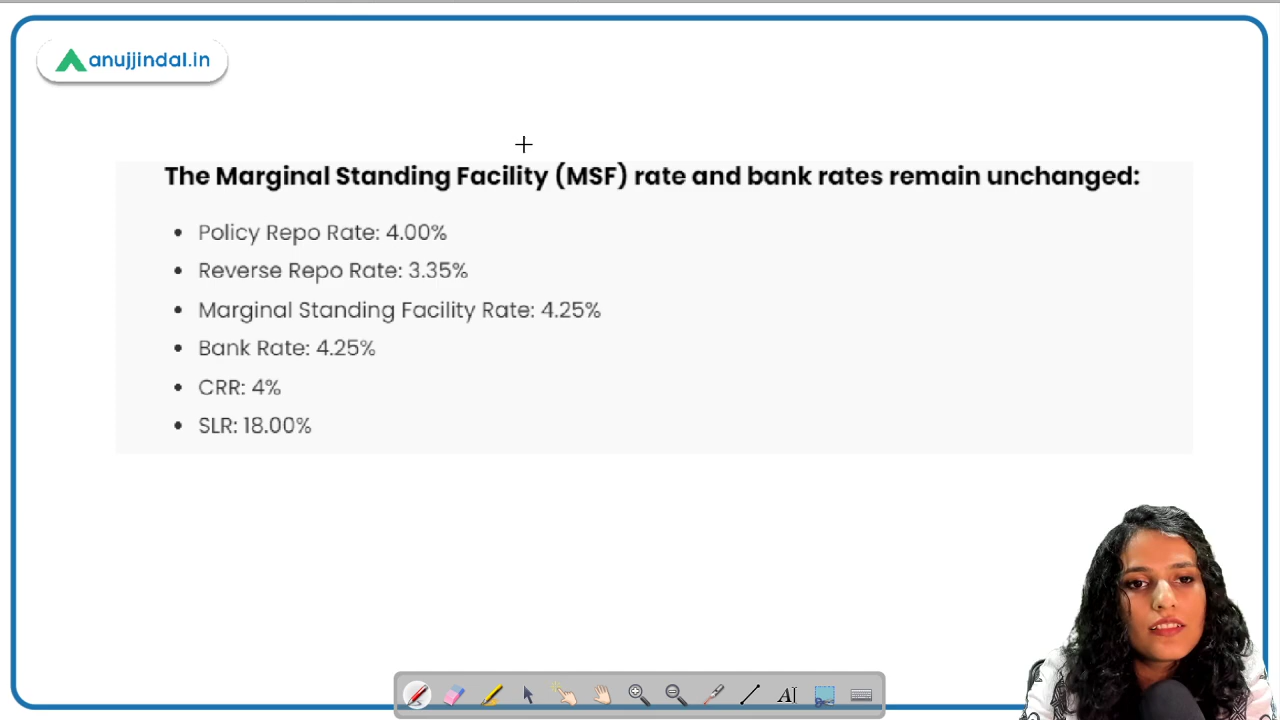 anujjindal.in
The Marginal Standing Facility (MSF) rate and bank rates remain unchanged:
• Policy Repo Rate: 4.00%
• Reverse Repo Rate: 3.35%
• Marginal Standing Facility Rate: 4.25%
• Bank Rate: 4.25%
• CRR: 4%
• SLR: 18.00%
AI